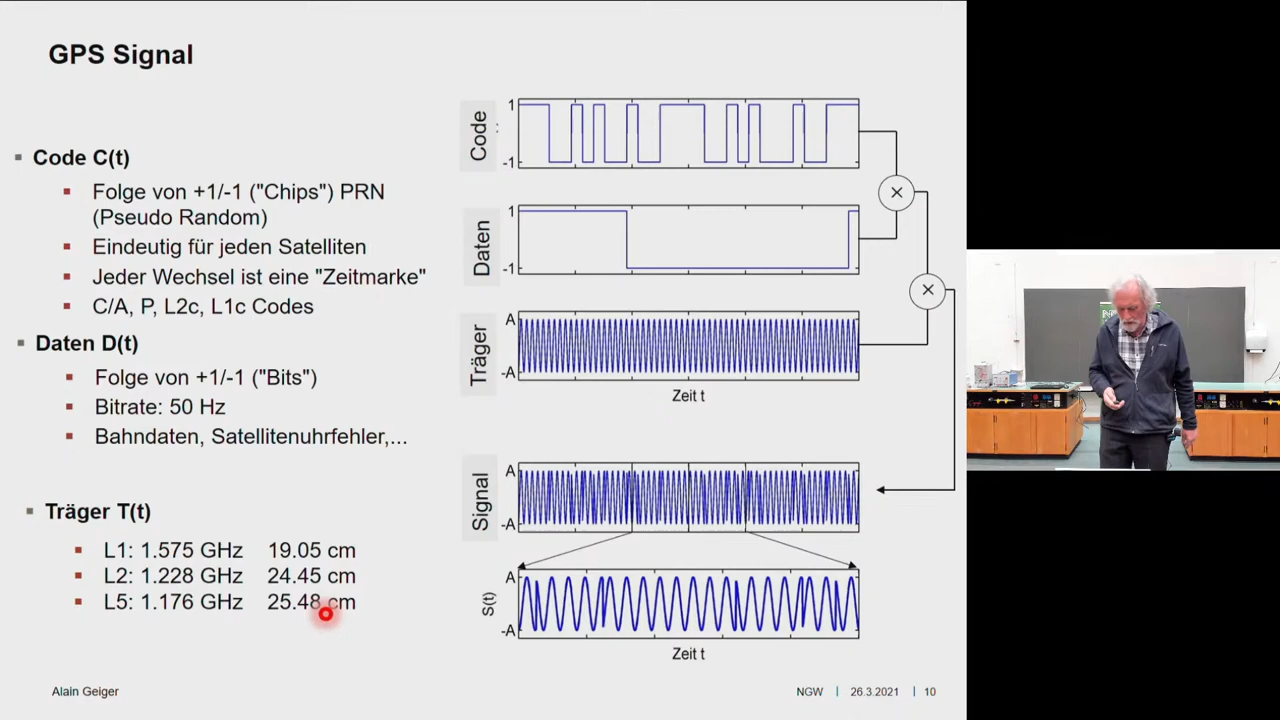 GPS Signal
Code C(t)
Folge von +1/-1 ("Chips") PRN
(Pseudo Random)
Eindeutig für jeden Satelliten
Jeder Wechsel ist eine "Zeitmarke"
C/A, P, L2c, L1c Codes
Daten D(t)
Folge von +1/-1 ("Bits")
Bitrate: 50 Hz
Bahndaten, Satellitenuhrfehler,...
Träger T(t)
L1: 1.575 GHz 19.05 cm
L2: 1.228 GHz 24.45 cm
L5: 1.176 GHz 25.48 cm
Code
1
-1
Daten
1
-1
Träger
A
-A
Zeit t
Signal
A
-A
S(t)
A
-A
Zeit t
Alain Geiger
NGW | 26.3.2021 | 10